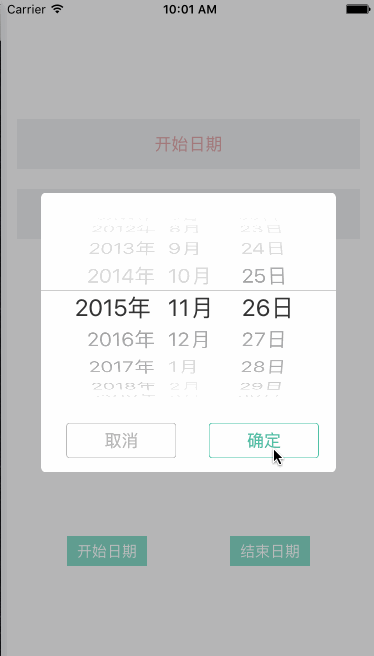 Carrier 10:01 AM
开始日期
2012年 8月 23日
2013年 9月 24日
2014年 10月 25日
2015年 11月 26日
2016年 12月 27日
2017年 1月 28日
2018年 2月 29日
取消 确定
开始日期 结束日期